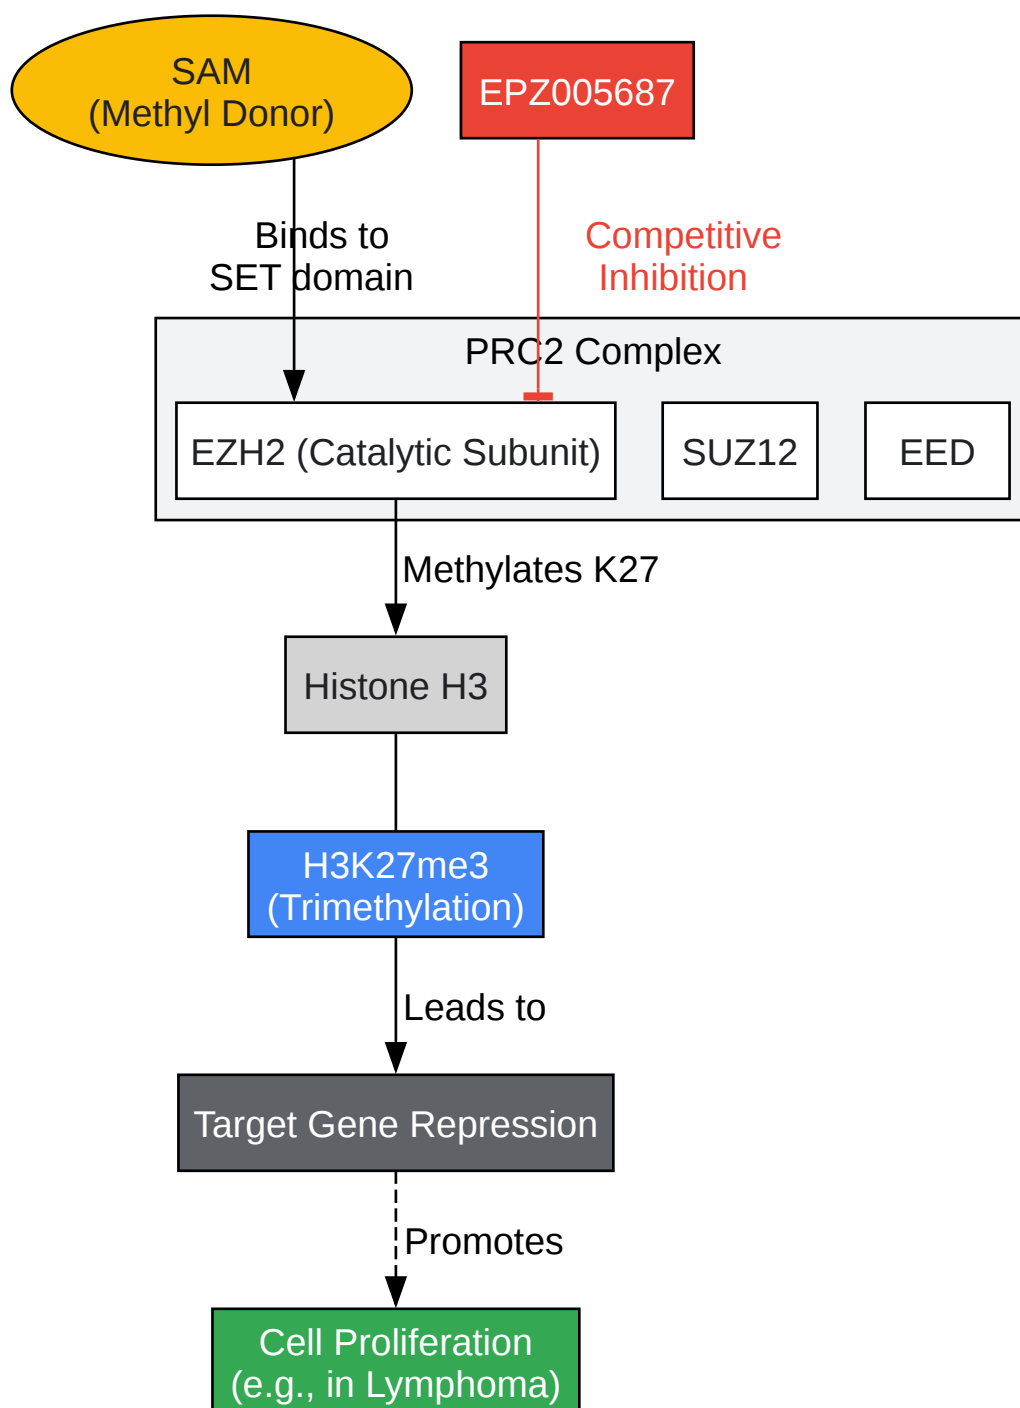 SAM
(Methyl Donor)
EPZ005687
Binds to
SET domain
Competitive
Inhibition
PRC2 Complex
EZH2 (Catalytic Subunit)
SUZ12
EED
Methylates K27
Histone H3
H3K27me3
(Trimethylation)
Leads to
Target Gene Repression
Promotes
Cell Proliferation
(e.g., in Lymphoma)